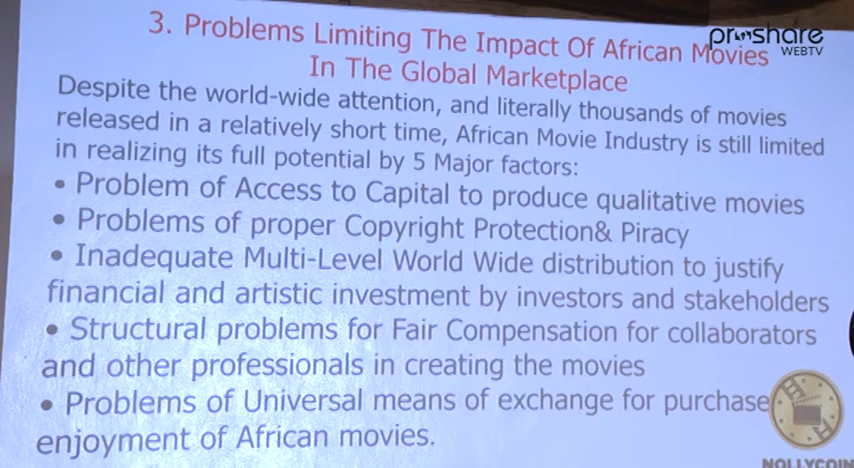 proshare
WEBTV
3. Problems Limiting The Impact Of African Movies
In The Global Marketplace
Despite the world-wide attention, and literally thousands of movies
released in a relatively short time, African Movie Industry is still limited
in realizing its full potential by 5 Major factors:
• Problem of Access to Capital to produce qualitative movies
• Problems of proper Copyright Protection& Piracy
• Inadequate Multi-Level World Wide distribution to justify
financial and artistic investment by investors and stakeholders
• Structural problems for Fair Compensation for collaborators
and other professionals in creating the movies
• Problems of Universal means of exchange for purchase
enjoyment of African movies.
NOLLYCOIN